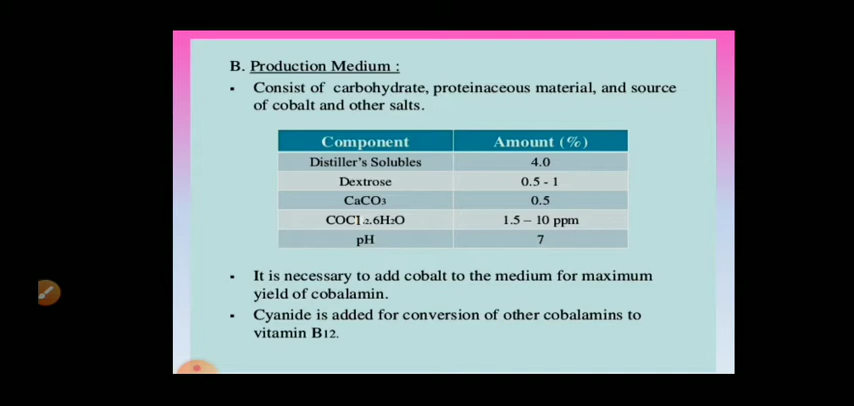 B. Production Medium :
• Consist of carbohydrate, proteinaceous material, and source
of cobalt and other salts.
Component Amount (%)
Distiller's Solubles 4.0
Dextrose 0.5 - 1
CaCO3 0.5
COCl.2.6H2O 1.5 – 10 ppm
pH 7
• It is necessary to add cobalt to the medium for maximum
yield of cobalamin.
• Cyanide is added for conversion of other cobalamins to
vitamin B12.